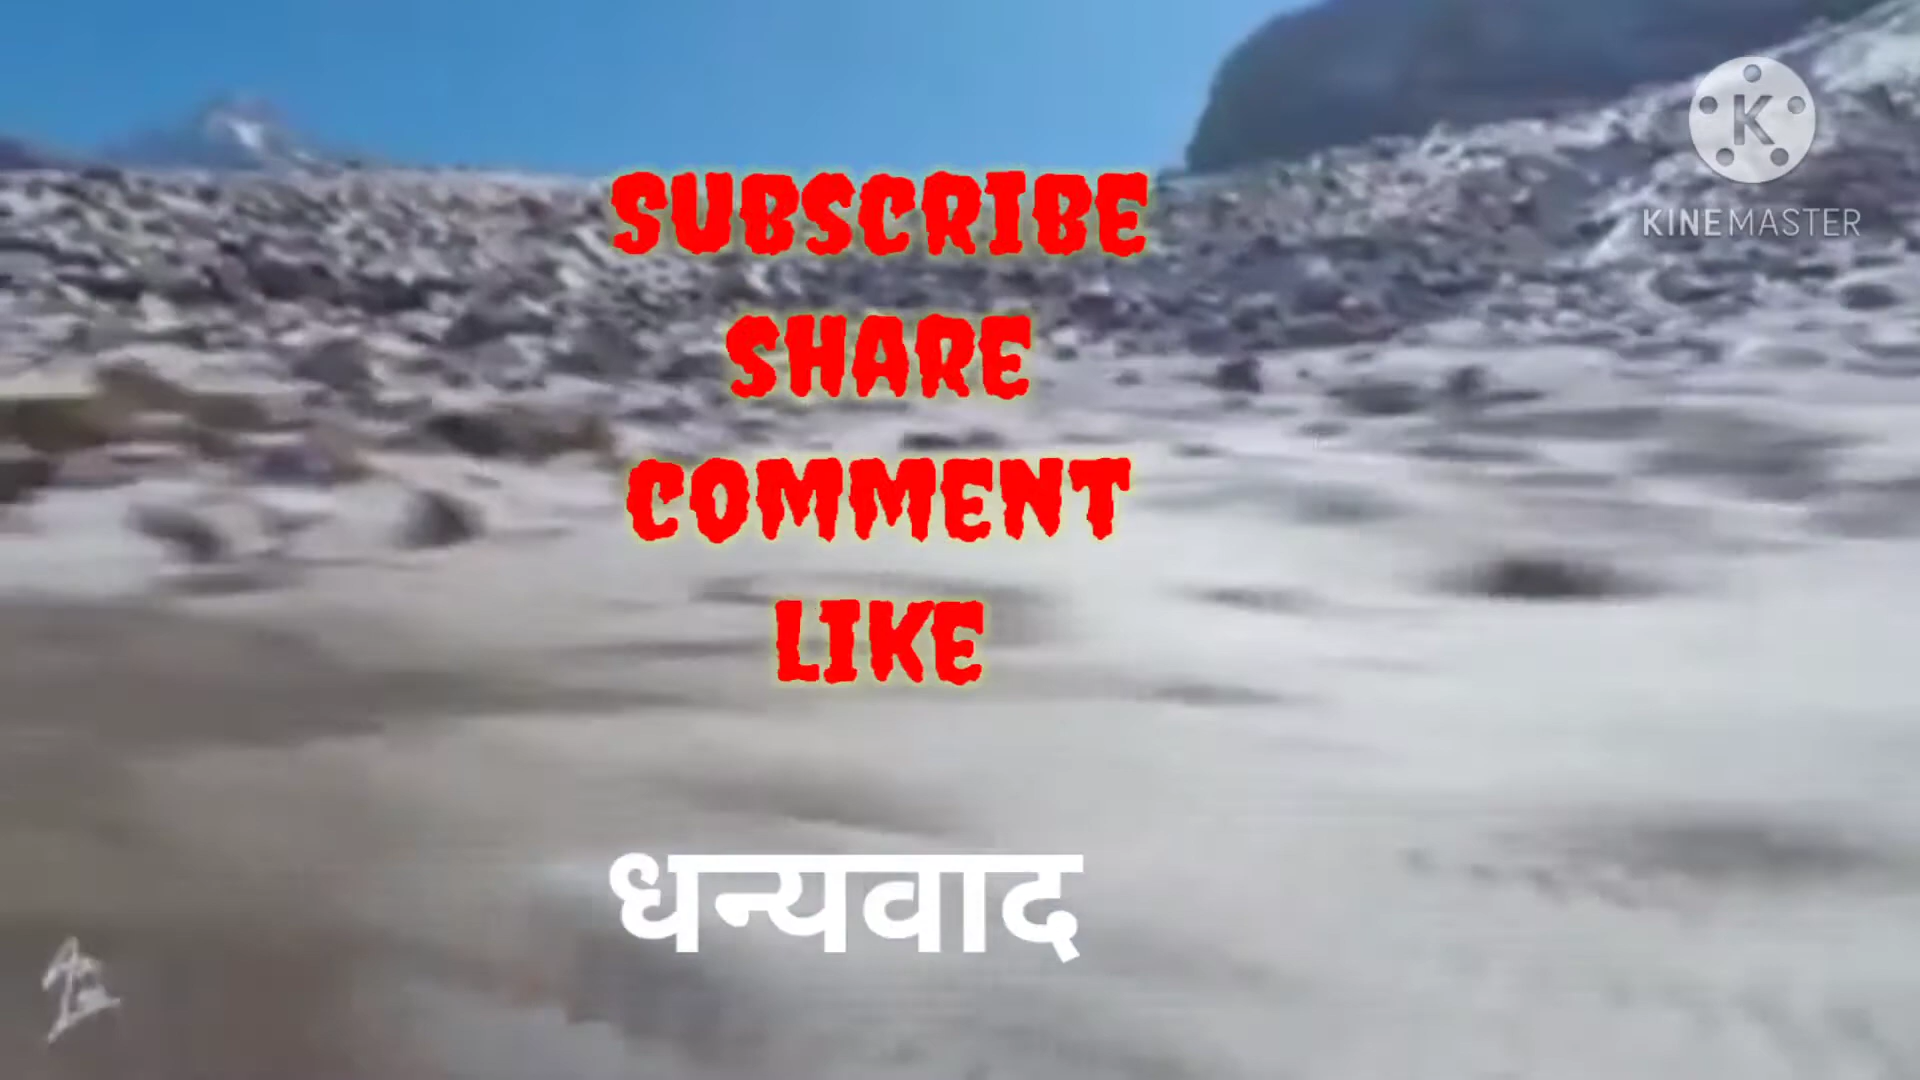 SUBSCRIBE
SHARE
COMMENT
LIKE
धन्यवाद
KINEMASTER